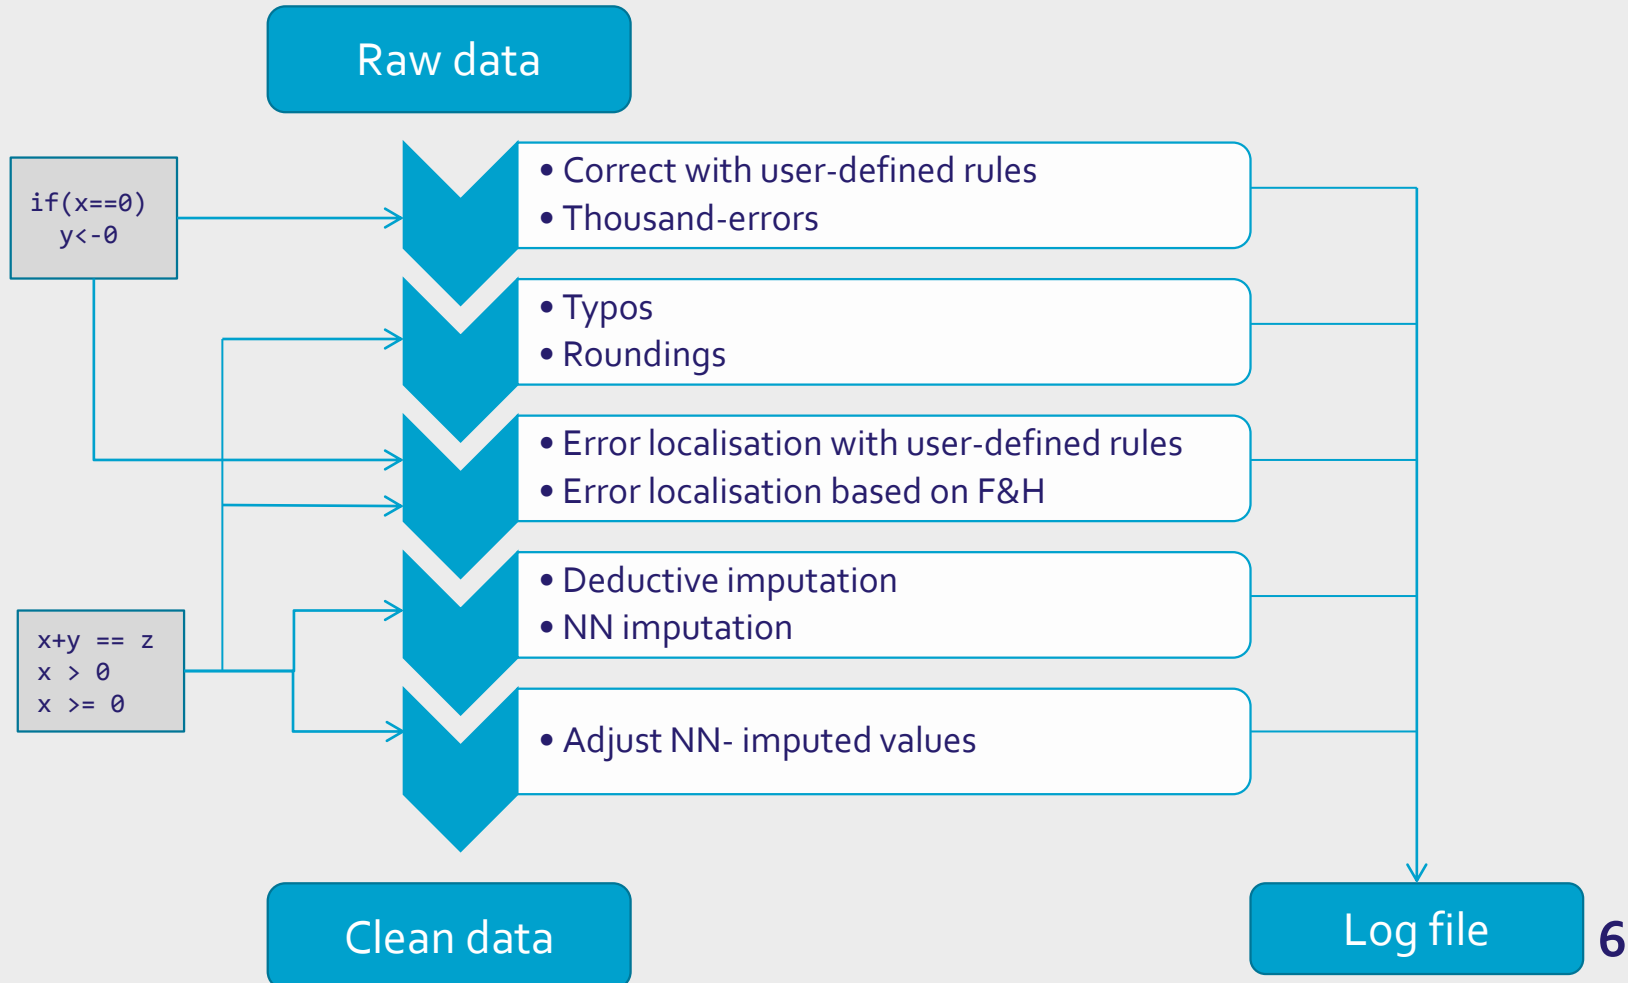 Raw data
if(x==0)
y<-0
• Correct with user-defined rules
• Thousand-errors
• Typos
• Roundings
• Error localisation with user-defined rules
• Error localisation based on F&H
x+y == z
x > 0
x >= 0
• Deductive imputation
• NN imputation
• Adjust NN- imputed values
Clean data
Log file
6